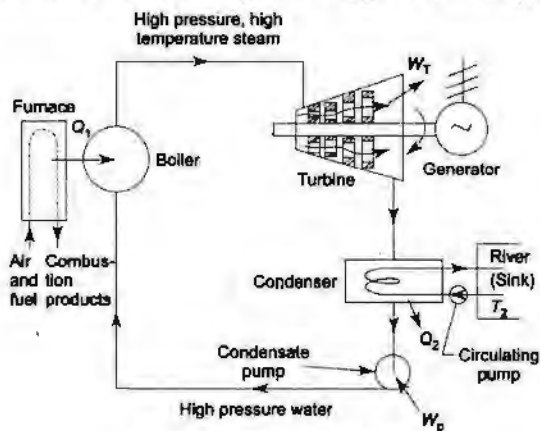 High pressure, high
temperature steam
W_T
Furnace
Q_1
Boiler
Turbine
Generator
Air Combus-
and tion
fuel products
Condenser
River
(Sink)
T_2
Q_2
Circulating
pump
Condensate
pump
High pressure water
W_p